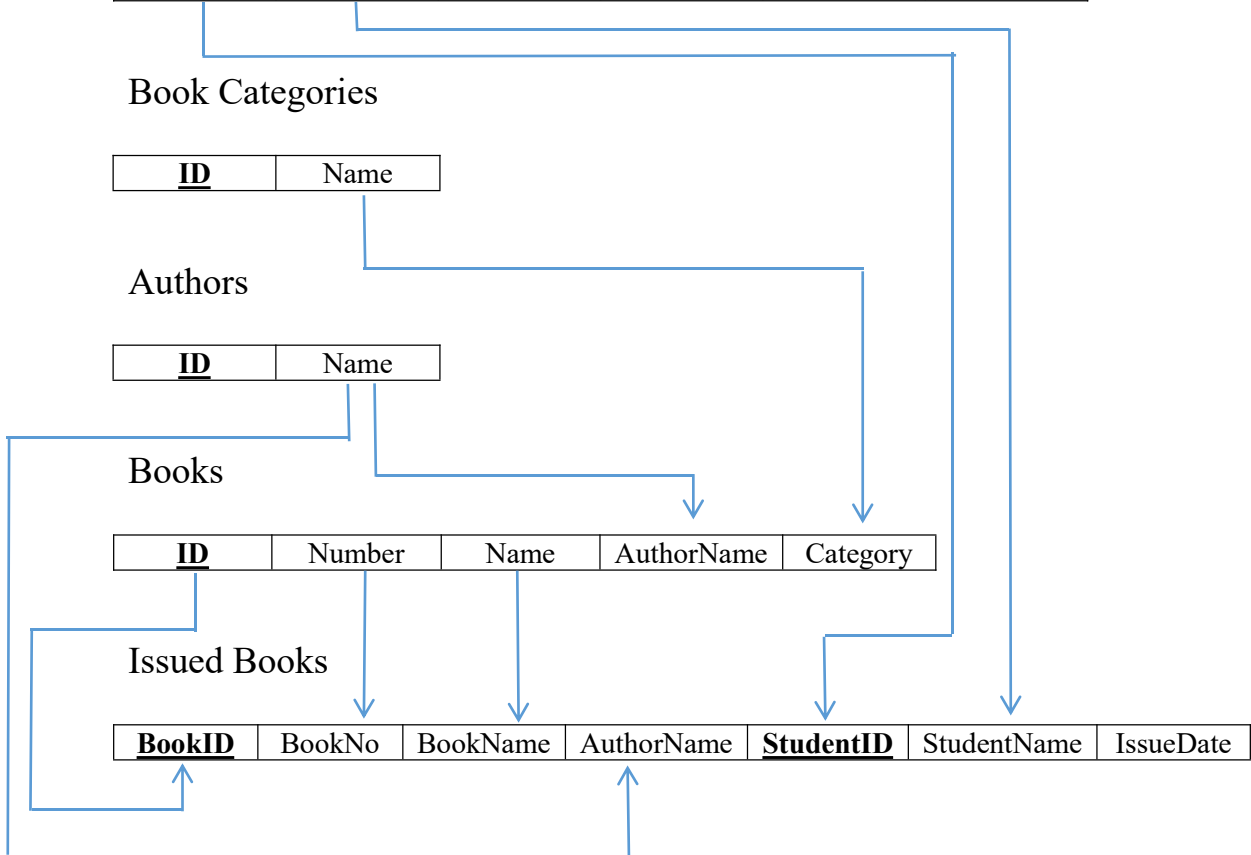 Book Categories
ID Name
Authors
ID Name
Books
ID Number Name AuthorName Category
Issued Books
BookID BookNo BookName AuthorName StudentID StudentName IssueDate